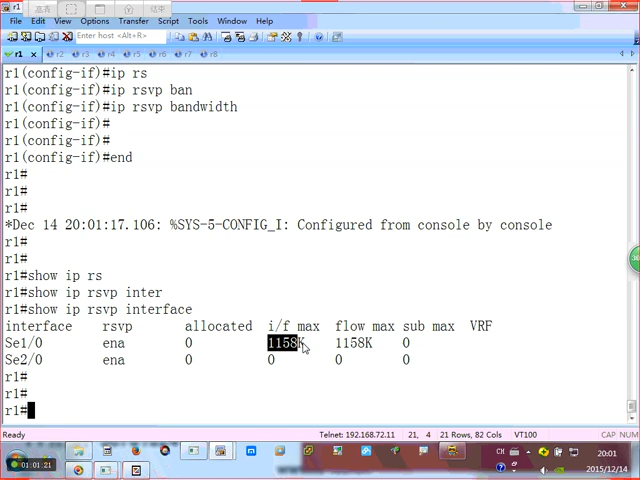 r1
File Edit View Options Transfer Script Tools Window Help
Enter host <Alt+R>
r1 r2 r3 r4 r5 r6 r7 r8
r1(config-if)#ip rs
r1(config-if)#ip rsvp ban
r1(config-if)#ip rsvp bandwidth
r1(config-if)#
r1(config-if)#
r1(config-if)#end
r1#
r1#
r1#
*Dec 14 20:01:17.106: %SYS-5-CONFIG_I: Configured from console by console
r1#
r1#
r1#show ip rs
r1#show ip rsvp inter
r1#show ip rsvp interface
interface rsvp allocated i/f max flow max sub max VRF
Se1/0 ena 0 1158K 1158K 0
Se2/0 ena 0 0 0 0
r1#
r1#
r1#
Ready Telnet: 192.168.72.11 21, 4 21 Rows, 82 Cols VT100 CAP NUM
01:01:21
CH
20:01
2015/12/14